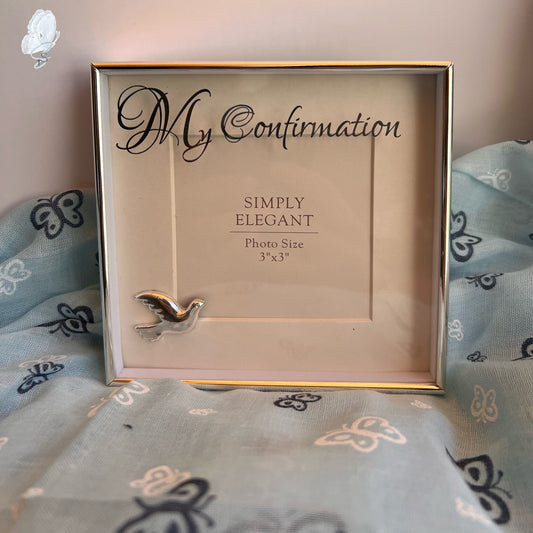 My Confirmation
SIMPLY
ELEGANT
Photo Size
3"x3"